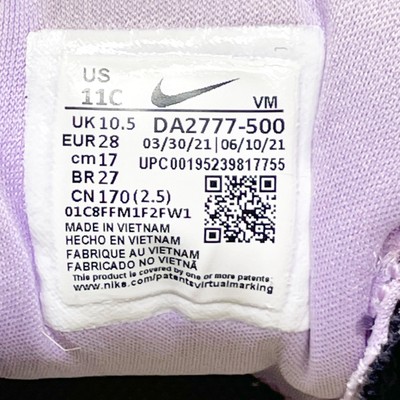 US
11C
VM
UK 10.5 DA2777-500
EUR 28 03/30/21 | 06/10/21
cm 17 UPC00195239817755
BR 27
CN 170 (2.5)
01C8FFM1F2FW1
MADE IN VIETNAM
HECHO EN VIETNAM
FABRIQUE AU VIETNAM
FABRICADO NO VIETNÃ
This product is covered by one or more patents:
www.nike.com/patentsvirtualmarking